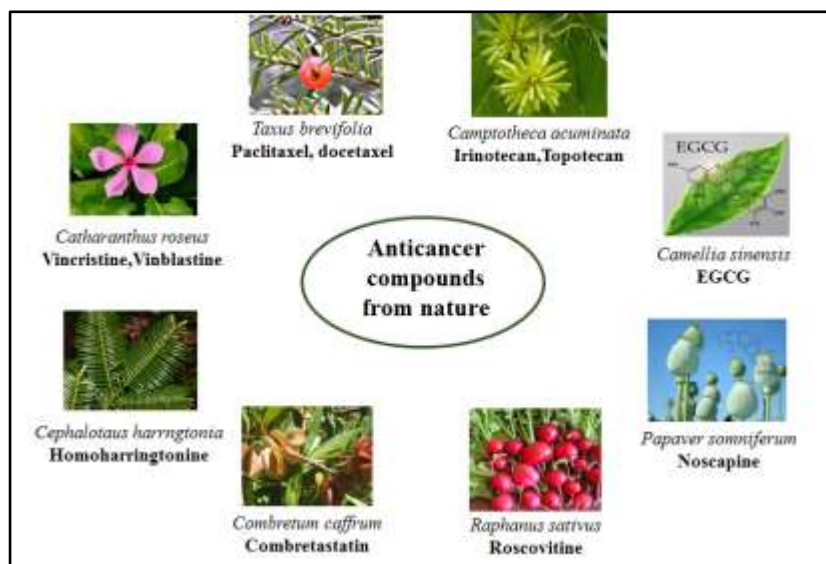 Taxus brevifolia
Paclitaxel, docetaxel
Camptotheca acuminata
Irinotecan,Topotecan
EGCG
Camellia sinensis
EGCG
Catharanthus roseus
Vincristine,Vinblastine
Anticancer
compounds
from nature
Cephalotaus harrngtonia
Homoharringtonine
Papaver somniferum
Noscapine
Combretum caffrum
Combretastatin
Raphanus sativus
Roscovitine